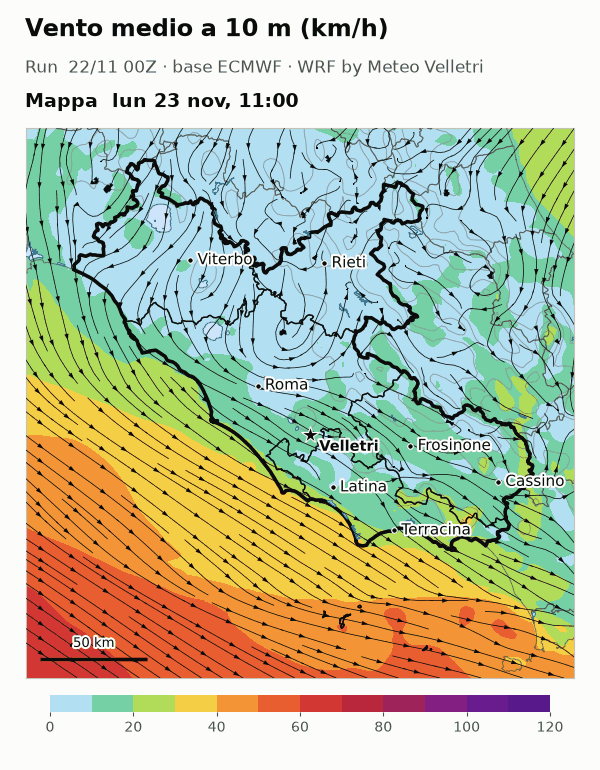 Vento medio a 10 m (km/h)
Run  22/11 00Z · base ECMWF · WRF by Meteo Velletri
Mappa  lun 23 nov, 11:00
Viterbo
Rieti
Roma
Velletri
Frosinone
Latina
Cassino
Terracina
50 km
0 20 40 60 80 100 120